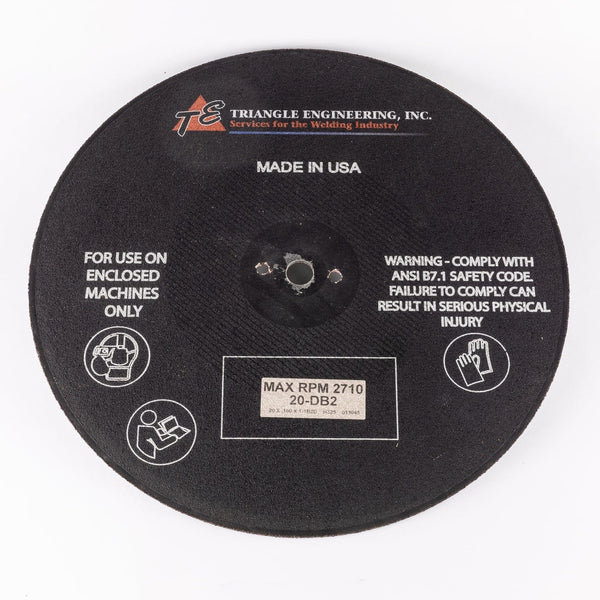 TE TRIANGLE ENGINEERING, INC.
Services for the Welding Industry
MADE IN USA
FOR USE ON
ENCLOSED
MACHINES
ONLY
WARNING - COMPLY WITH
ANSI B7.1 SAFETY CODE.
FAILURE TO COMPLY CAN
RESULT IN SERIOUS PHYSICAL
INJURY
MAX RPM 2710
20-DB2
20 X .160 X